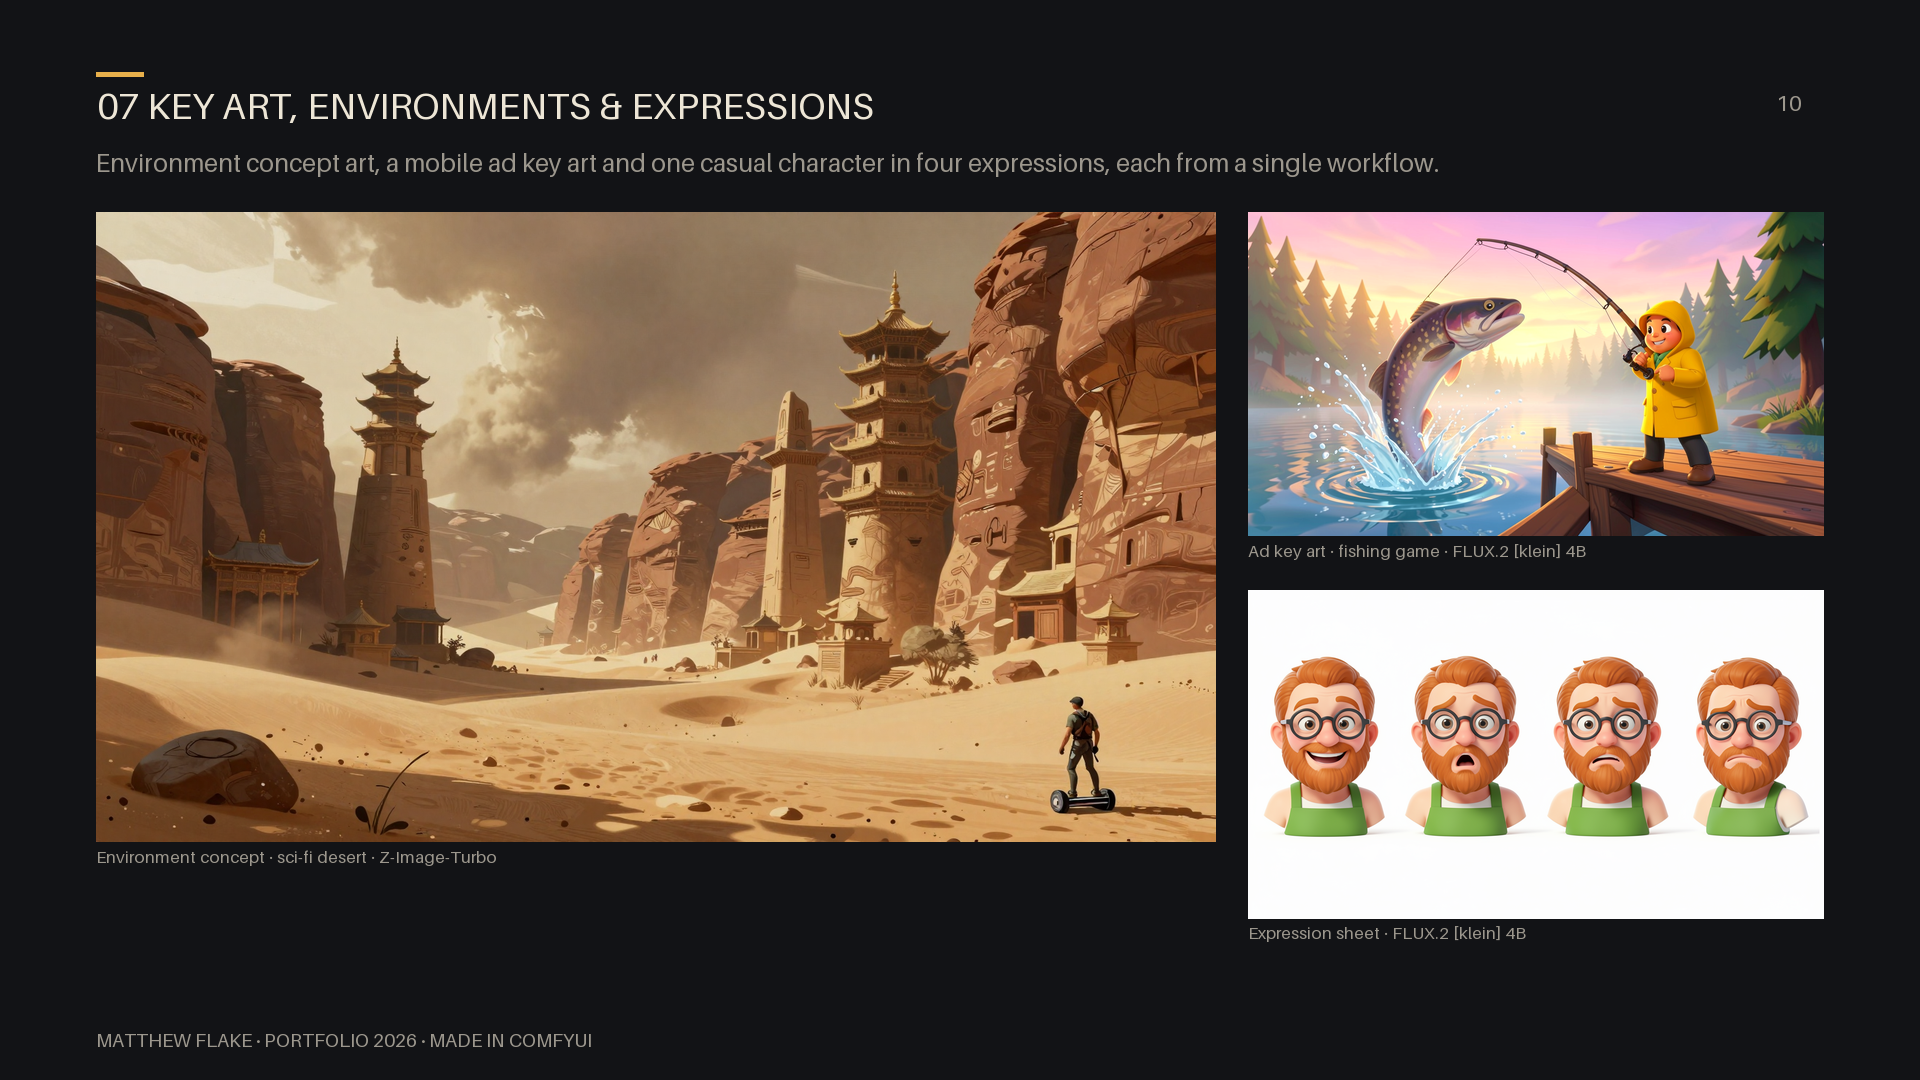 07 KEY ART, ENVIRONMENTS & EXPRESSIONS
10
Environment concept art, a mobile ad key art and one casual character in four expressions, each from a single workflow.
Ad key art · fishing game · FLUX.2 [klein] 4B
Environment concept · sci-fi desert · Z-Image-Turbo
Expression sheet · FLUX.2 [klein] 4B
MATTHEW FLAKE · PORTFOLIO 2026 · MADE IN COMFYUI